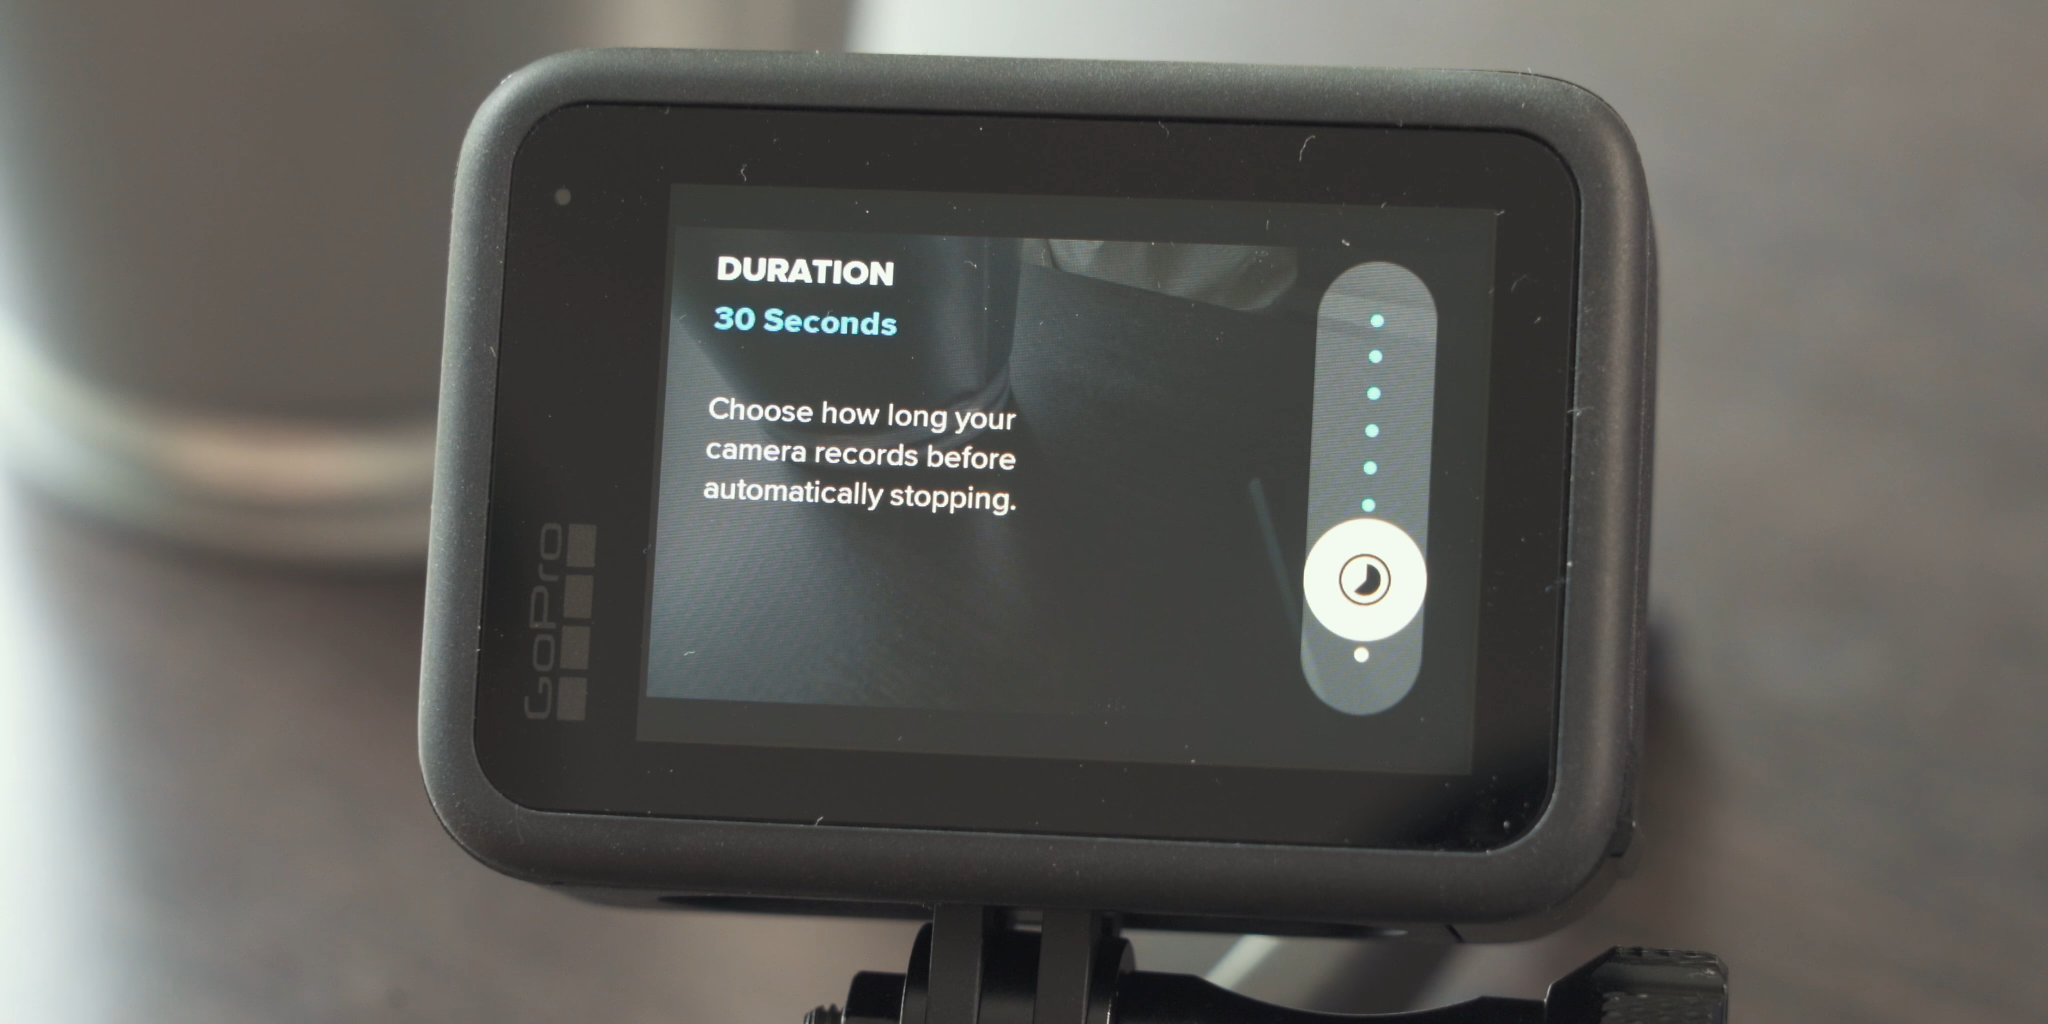 DURATION
30 Seconds
Choose how long your
camera records before
automatically stopping.
GoPro